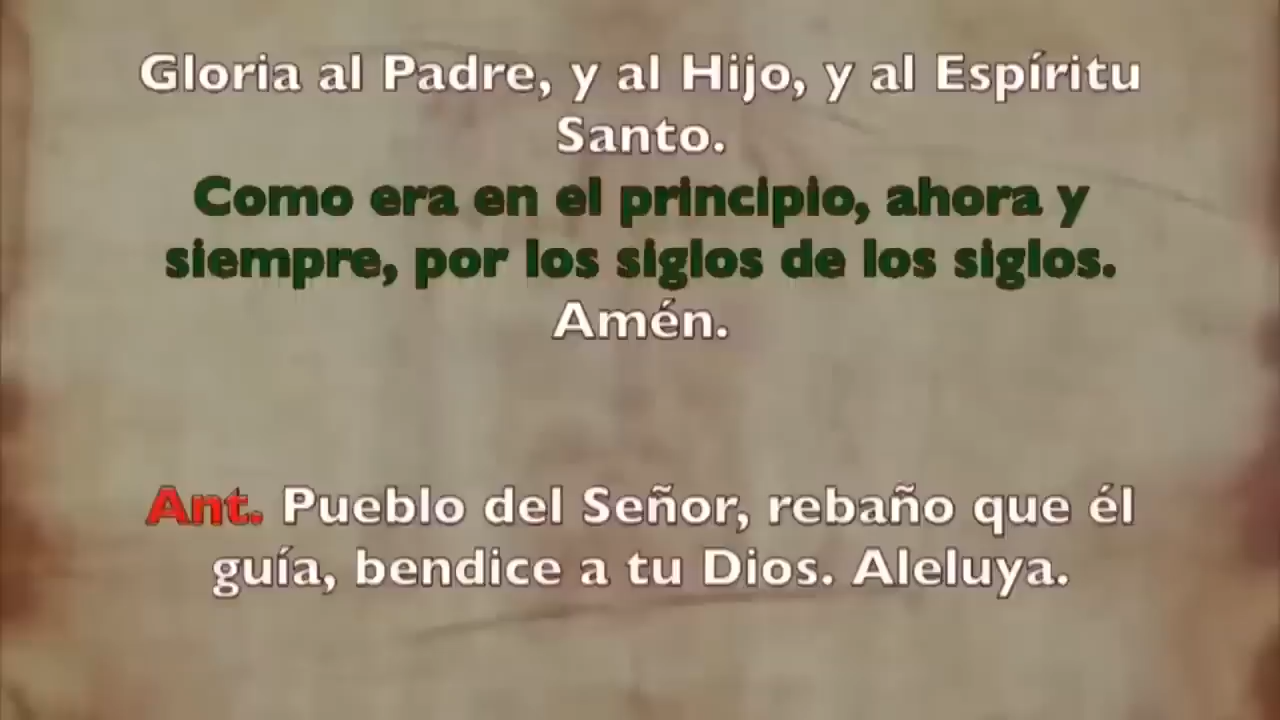 Gloria al Padre, y al Hijo, y al Espíritu
Santo.
Como era en el principio, ahora y
siempre, por los siglos de los siglos.
Amén.
Ant. Pueblo del Señor, rebaño que él
guía, bendice a tu Dios. Aleluya.